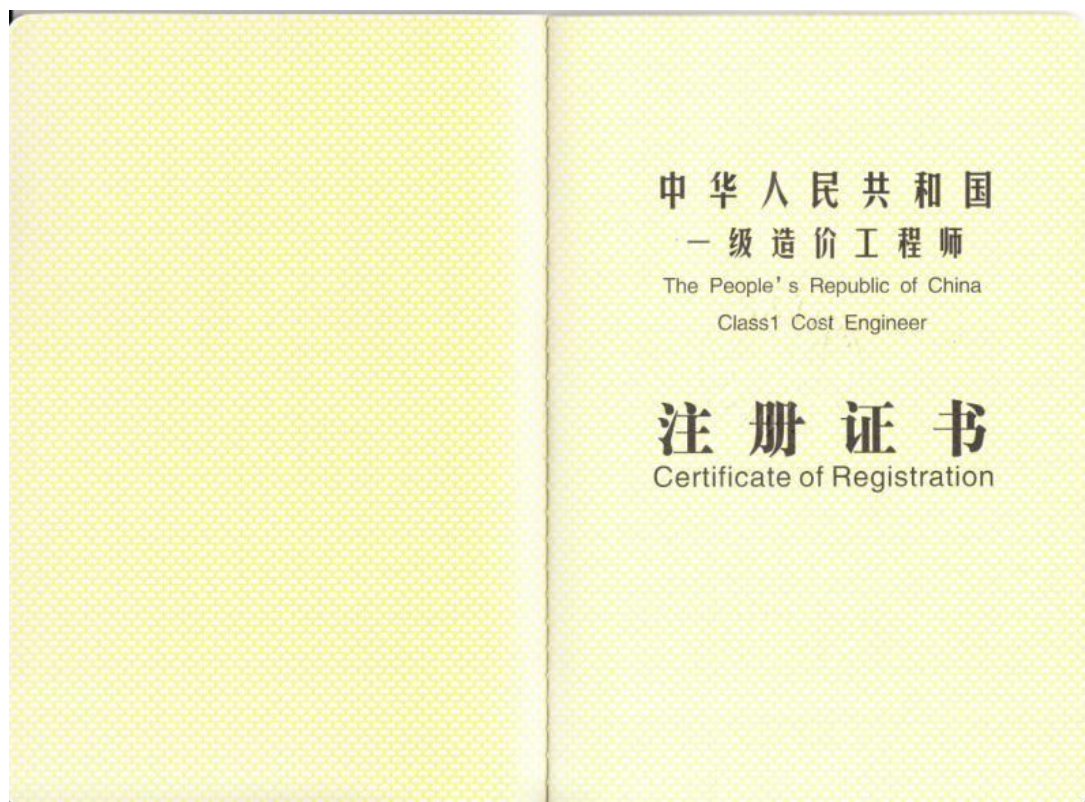 中华人民共和国
一级造价工程师
The People's Republic of China
Class1 Cost Engineer
注册证书
Certificate of Registration